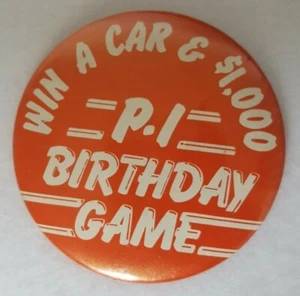 WIN A CAR & $1,000
P.I
BIRTHDAY
GAME